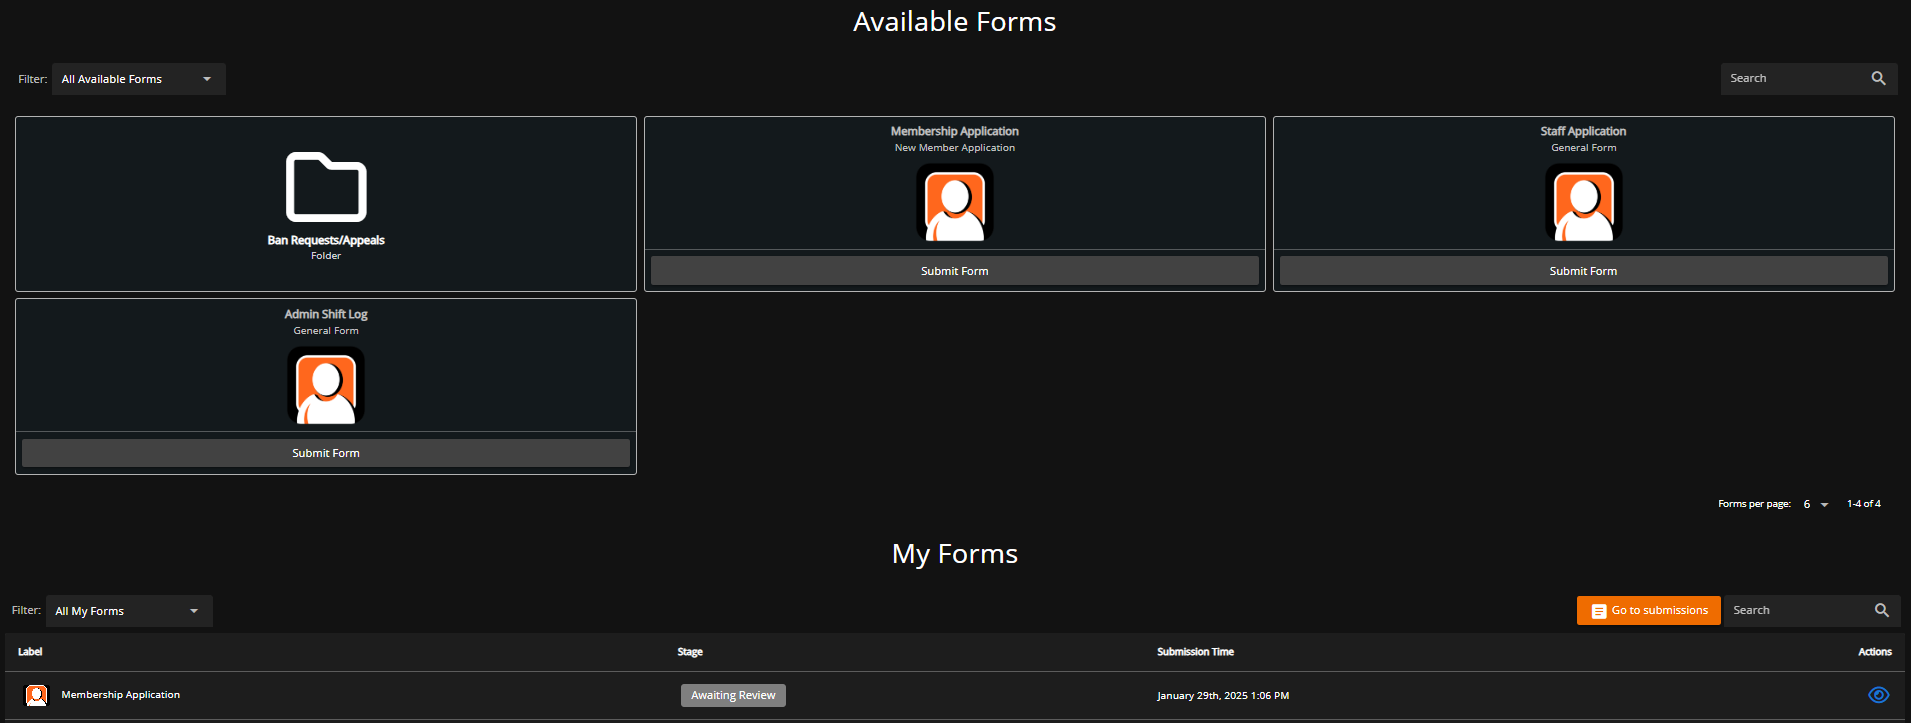 Available Forms
Filter: All Available Forms
Search
Ban Requests/Appeals
Folder
Membership Application
New Member Application
Submit Form
Staff Application
General Form
Submit Form
Admin Shift Log
General Form
Submit Form
Forms per page: 6 1-4 of 4
My Forms
Filter: All My Forms
Go to submissions
Search
Label Stage Submission Time Actions
Membership Application Awaiting Review January 29th, 2025 1:06 PM